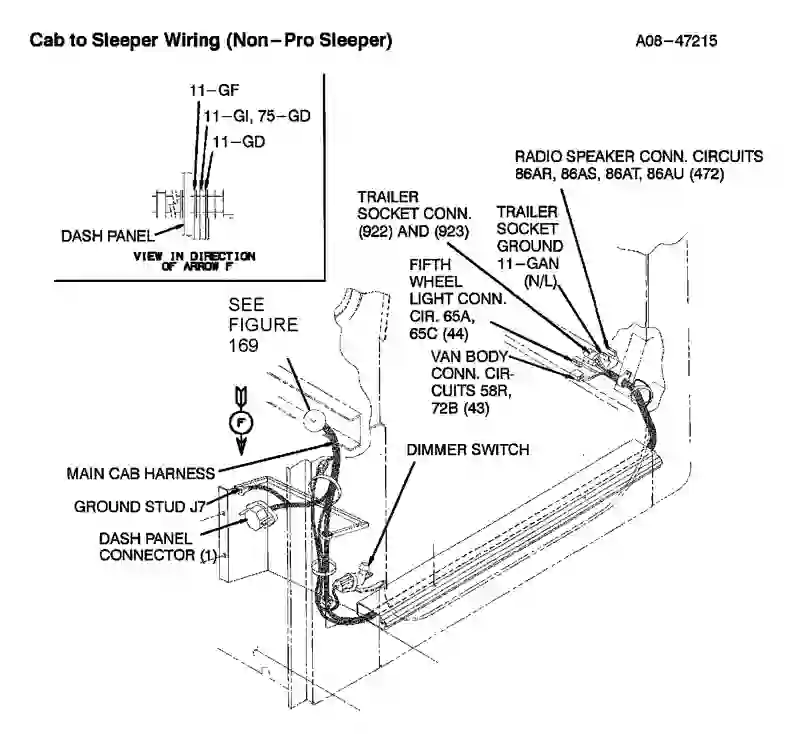 Cab to Sleeper Wiring (Non-Pro Sleeper)
A08-47215
11-GF
11-GI, 75-GD
11-GD
DASH PANEL
VIEW IN DIRECTION
OF ARROW F
RADIO SPEAKER CONN. CIRCUITS
86AR, 86AS, 86AT, 86AU (472)
TRAILER
SOCKET CONN.
(922) AND (923)
TRAILER
SOCKET
GROUND
11-GAN
(N/L)
FIFTH
WHEEL
LIGHT CONN.
CIR. 65A,
65C (44)
VAN BODY
CONN. CIR-
CUITS 58R,
72B (43)
SEE
FIGURE
169
F
DIMMER SWITCH
MAIN CAB HARNESS
GROUND STUD J7
DASH PANEL
CONNECTOR (1)